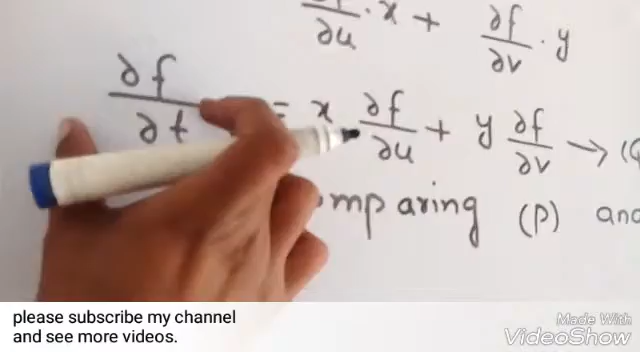 ∂f/∂u · x + ∂f/∂v · y
∂f/∂t = x ∂f/∂u + y ∂f/∂v →
mparing (P) and
please subscribe my channel
and see more videos.
Made With
VideoShow